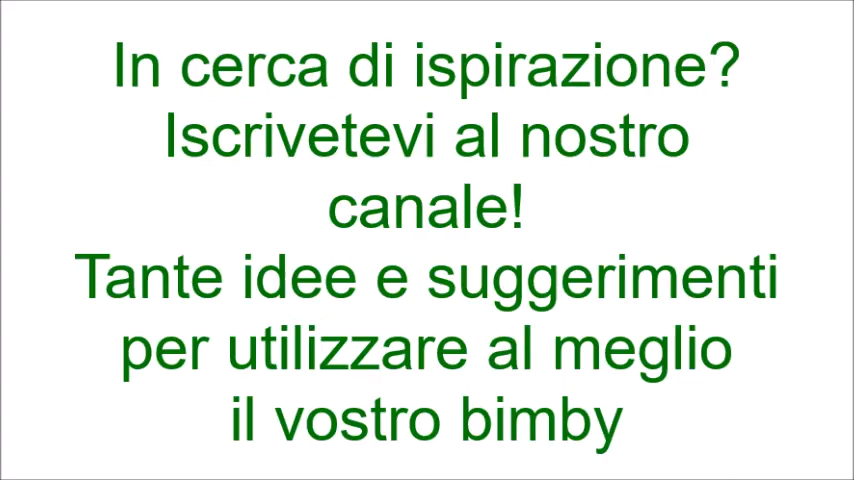 In cerca di ispirazione?
Iscrivetevi al nostro
canale!
Tante idee e suggerimenti
per utilizzare al meglio
il vostro bimby